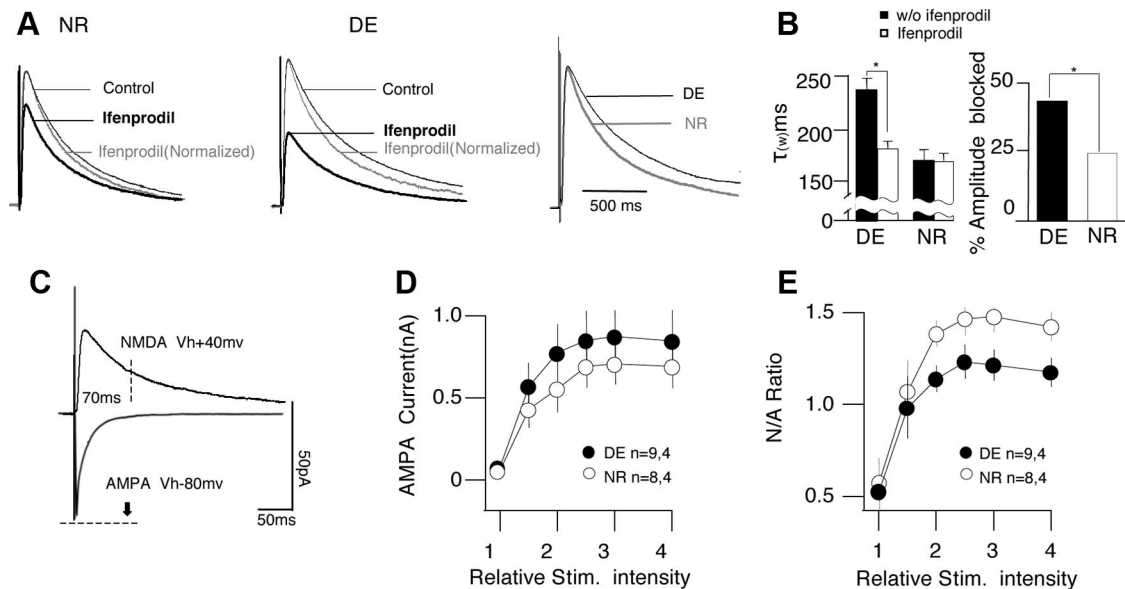 A
NR
Control
Ifenprodil
Ifenprodil(Normalized)
DE
Control
Ifenprodil
Ifenprodil(Normalized)
DE
NR
500 ms
B
w/o ifenprodil
Ifenprodil
τ(w)ms
250
200
150
0
*
DE
NR
% Amplitude blocked
50
25
0
*
DE
NR
C
NMDA Vh+40mv
70ms
AMPA Vh-80mv
50pA
50ms
D
AMPA Current(nA)
1.0
0.5
0
DE n=9,4
NR n=8,4
1 2 3 4
Relative Stim. intensity
E
N/A Ratio
1.5
1.0
0.5
DE n=9,4
NR n=8,4
1 2 3 4
Relative Stim. intensity